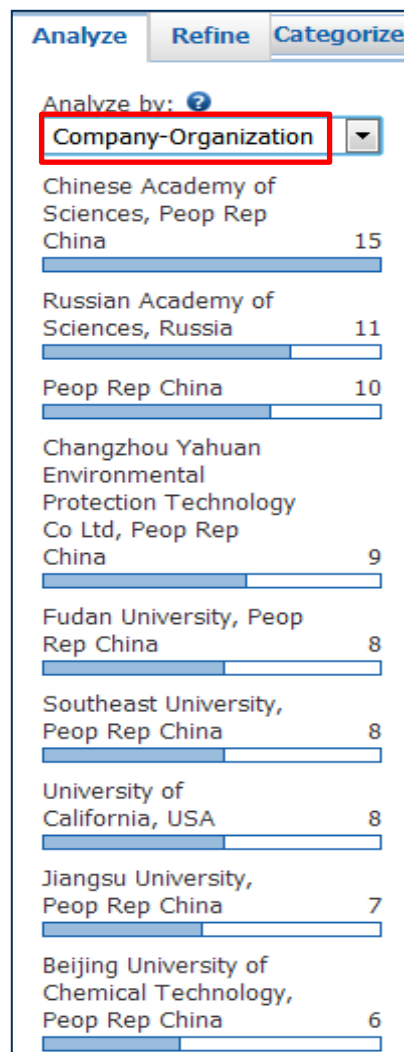 Analyze Refine Categorize
Analyze by: ?
Company-Organization
Chinese Academy of
Sciences, Peop Rep
China 15
Russian Academy of
Sciences, Russia 11
Peop Rep China 10
Changzhou Yahuan
Environmental
Protection Technology
Co Ltd, Peop Rep
China 9
Fudan University, Peop
Rep China 8
Southeast University,
Peop Rep China 8
University of
California, USA 8
Jiangsu University,
Peop Rep China 7
Beijing University of
Chemical Technology,
Peop Rep China 6